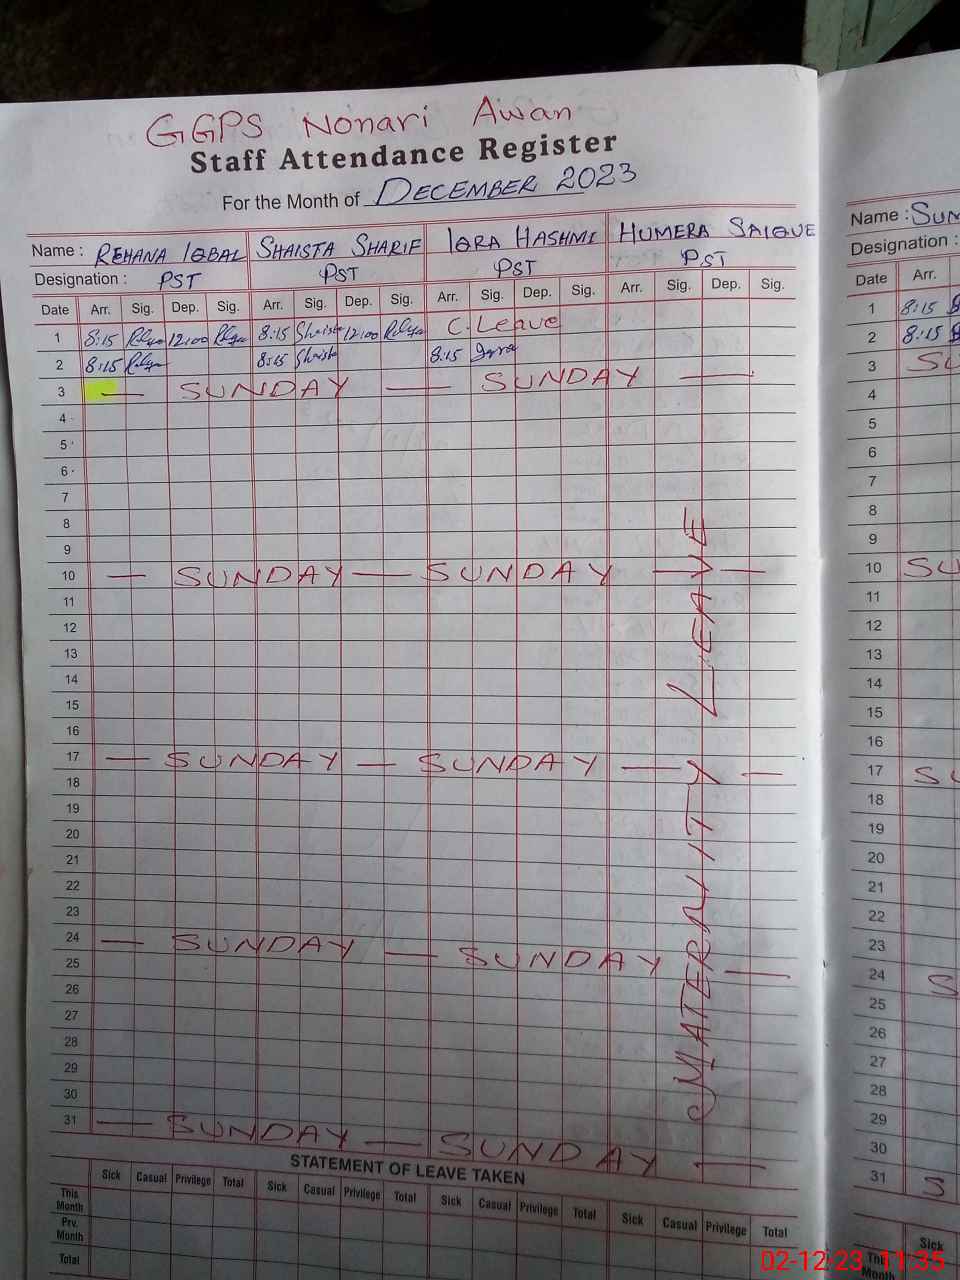 GGPS Nonari Awan
Staff Attendance Register
For the Month of DECEMBER 2023
Name : REHANA IQBAL SHAISTA SHARIF IQRA HASHMI HUMERA SAIQUE
Designation : PST PST PST PST
Date Arr. Sig. Dep. Sig. Arr. Sig. Dep. Sig. Arr. Sig. Dep. Sig. Arr. Sig. Dep. Sig.
1 8:15 12:00 8:15 Shaista 12:00 C. Leave
2 8:15 8:15 Shaista 8:15 Iqra
3 — SUNDAY — SUNDAY —
4
5
6
7
8
9
10 — SUNDAY — SUNDAY — —
11
12
13
14
15
16
17 — SUNDAY — SUNDAY — —
18
19
20
21
22
23
24 — SUNDAY — SUNDAY —
25
26
27
28
29
30
31 — SUNDAY — SUNDAY —
MATERNITY LEAVE
STATEMENT OF LEAVE TAKEN
Sick Casual Privilege Total Sick Casual Privilege Total Sick Casual Privilege Total Sick Casual Privilege Total
This Month
Prv. Month
Total
Name :
Designation :
Date Arr.
1 8:15
2 8:15
3
4
5
6
7
8
9
10
11
12
13
14
15
16
17
18
19
20
21
22
23
24
25
26
27
28
29
30
31
Sick
This Month
02-12-23 11:35